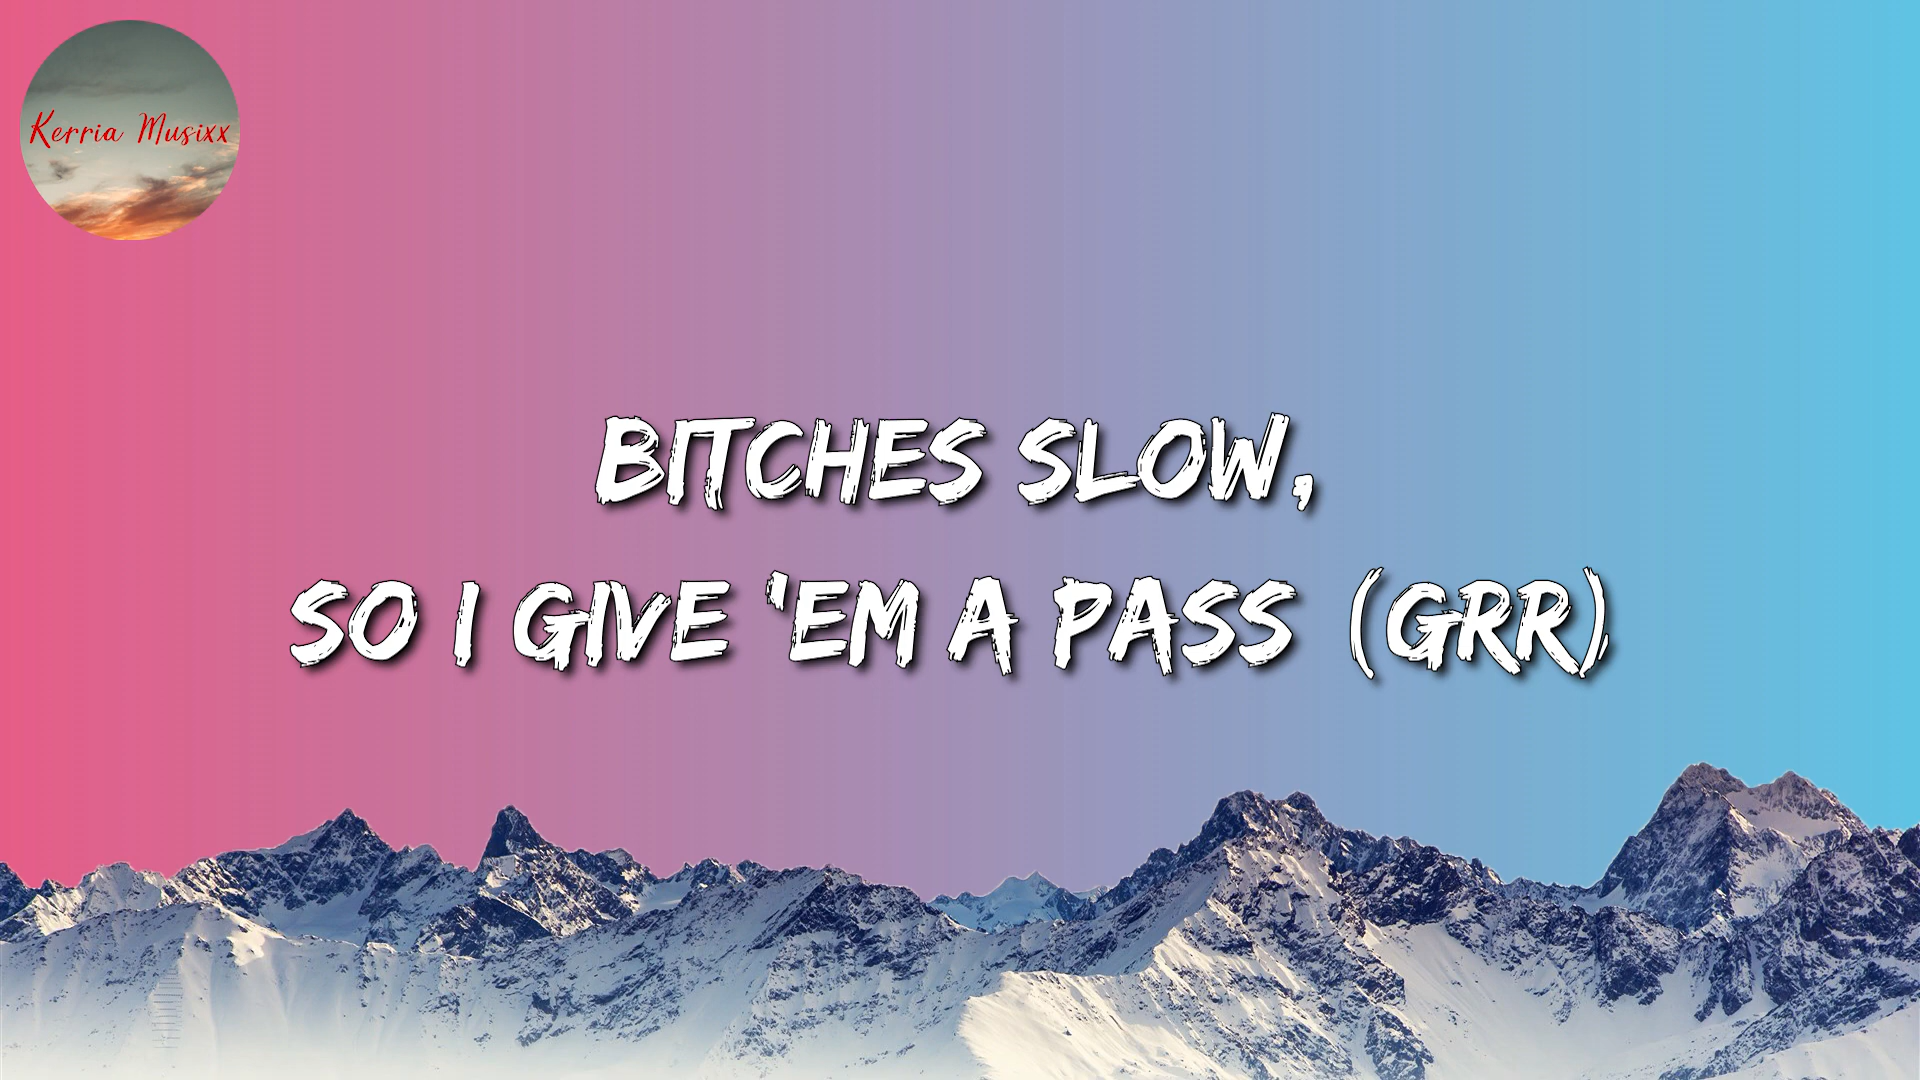 Kerria Musixx
BITCHES SLOW,
SO I GIVE 'EM A PASS (GRR)